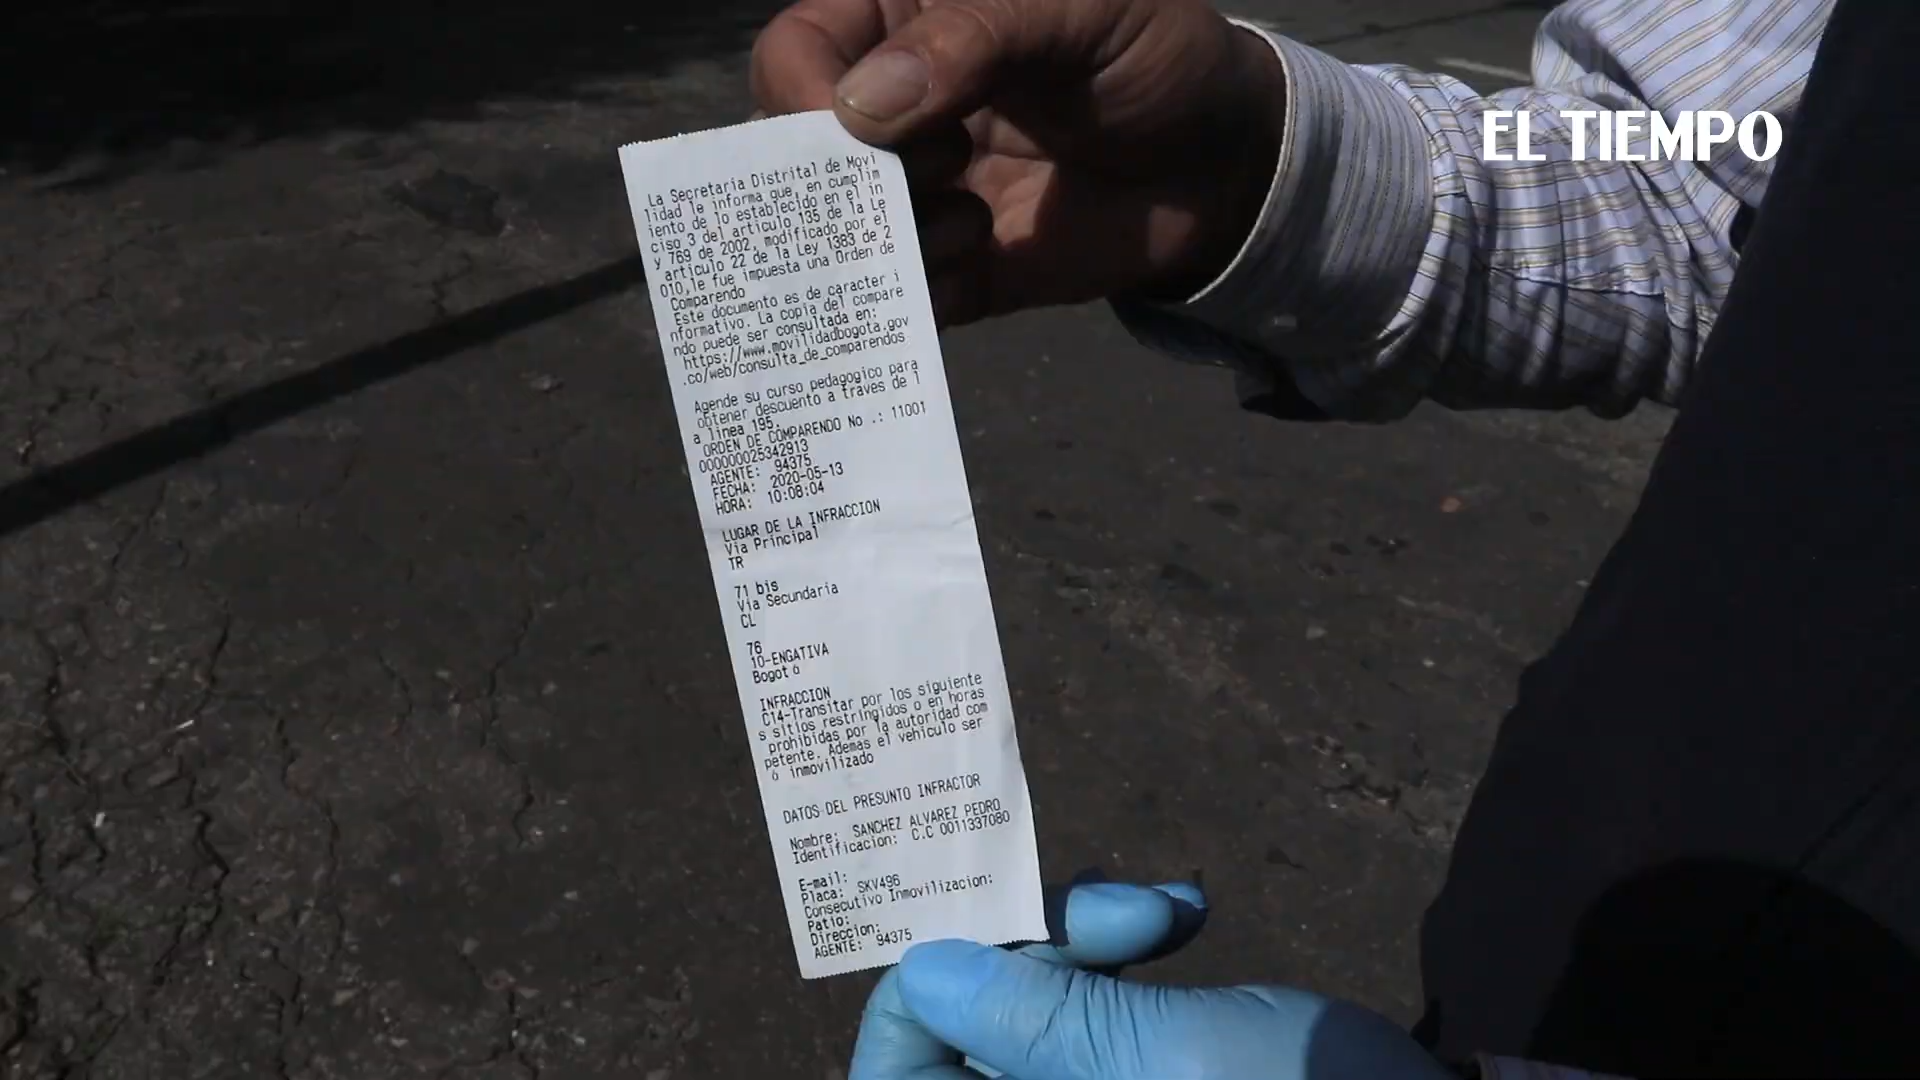 EL TIEMPO
La Secretaria Distrital de Movi
lidad le informa que, en cumplim
iento de lo establecido en el in
ciso 3 del articulo 135 de la Le
y 769 de 2002, modificado por el
articulo 22 de la Ley 1383 de 2
010,le fue impuesta una Orden de
Comparendo
Este documento es de caracter i
nformativo. La copia del compare
ndo puede ser consultada en:
https://www.movilidadbogota.gov
.co/web/consulta_de_comparendos
Agende su curso pedagogico para
obtener descuento a traves de l
a linea 195.
ORDEN DE COMPARENDO No .: 11001
000000025342913
AGENTE: 94375
FECHA: 2020-05-13
HORA: 10:08:04
LUGAR DE LA INFRACCION
Via Principal
TR
71 bis
Via Secundaria
CL
76
10-ENGATIVA
Bogotó
INFRACCION
C14-Transitar por los siguiente
s sitios restringidos o en horas
prohibidas por la autoridad com
petente. Ademas el vehiculo ser
ó inmovilizado
DATOS DEL PRESUNTO INFRACTOR
Nombre: SANCHEZ ALVAREZ PEDRO
Identificacion: C.C 0011337080
E-mail:
Placa: SKV496
Consecutivo Inmovilizacion:
Patio:
Direccion:
AGENTE: 94375